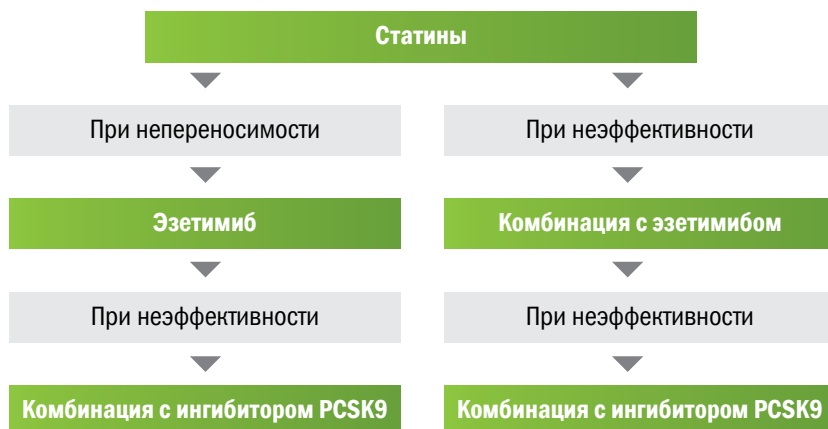 Статины
При непереносимости
При неэффективности
Эзетимиб
Комбинация с эзетимибом
При неэффективности
При неэффективности
Комбинация с ингибитором PCSK9
Комбинация с ингибитором PCSK9